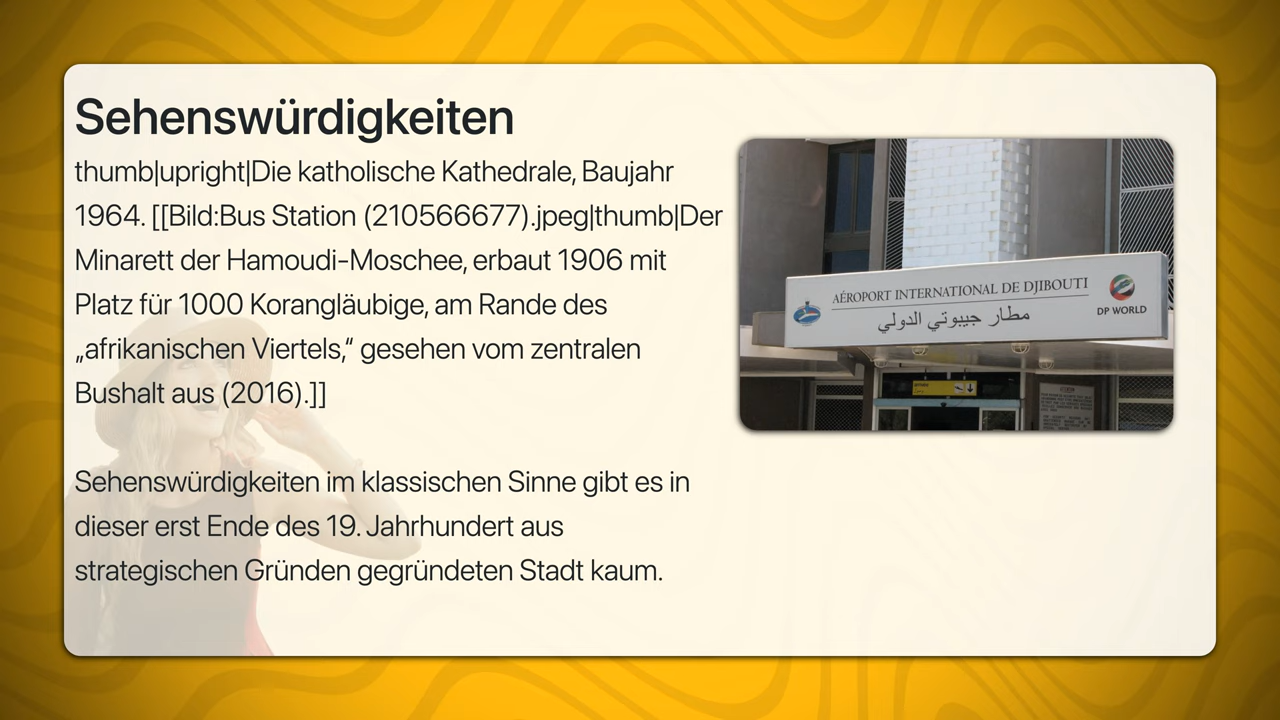 Sehenswürdigkeiten
thumb|upright|Die katholische Kathedrale, Baujahr
1964. [[Bild:Bus Station (210566677).jpeg|thumb|Der
Minarett der Hamoudi-Moschee, erbaut 1906 mit
Platz für 1000 Korangläubige, am Rande des
„afrikanischen Viertels,“ gesehen vom zentralen
Bushalt aus (2016).]]
Sehenswürdigkeiten im klassischen Sinne gibt es in
dieser erst Ende des 19. Jahrhundert aus
strategischen Gründen gegründeten Stadt kaum.
AÉROPORT INTERNATIONAL DE DJIBOUTI
مطار جيبوتي الدولي
DP WORLD